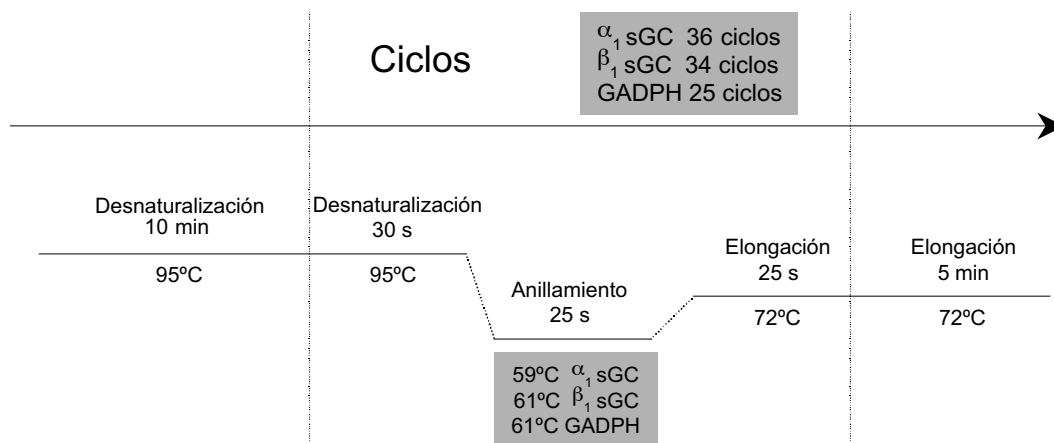 Ciclos
α1 sGC 36 ciclos
β1 sGC 34 ciclos
GADPH 25 ciclos
Desnaturalización
10 min
95ºC
Desnaturalización
30 s
95ºC
Anillamiento
25 s
59ºC α1 sGC
61ºC β1 sGC
61ºC GADPH
Elongación
25 s
72ºC
Elongación
5 min
72ºC